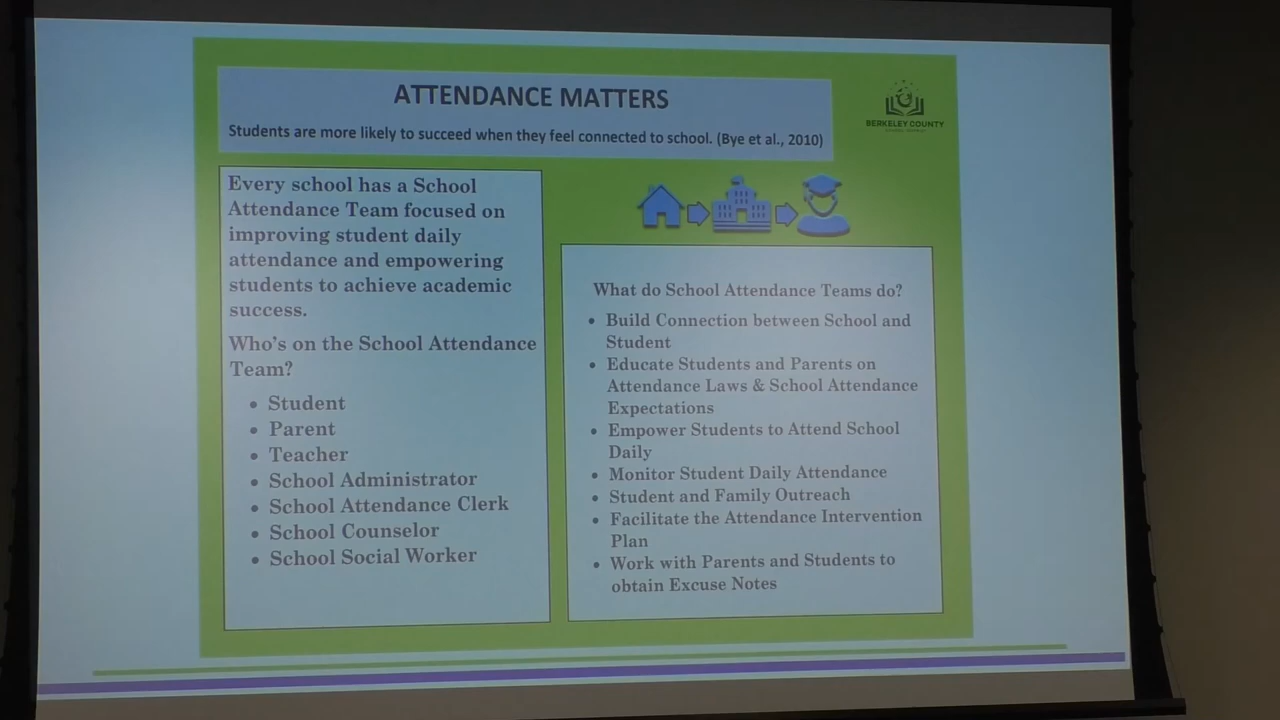 ATTENDANCE MATTERS
Students are more likely to succeed when they feel connected to school. (Bye et al., 2010)
BERKELEY COUNTY
Every school has a School
Attendance Team focused on
improving student daily
attendance and empowering
students to achieve academic
success.
Who's on the School Attendance
Team?
• Student
• Parent
• Teacher
• School Administrator
• School Attendance Clerk
• School Counselor
• School Social Worker
What do School Attendance Teams do?
• Build Connection between School and
Student
• Educate Students and Parents on
Attendance Laws & School Attendance
Expectations
• Empower Students to Attend School
Daily
• Monitor Student Daily Attendance
• Student and Family Outreach
• Facilitate the Attendance Intervention
Plan
• Work with Parents and Students to
obtain Excuse Notes